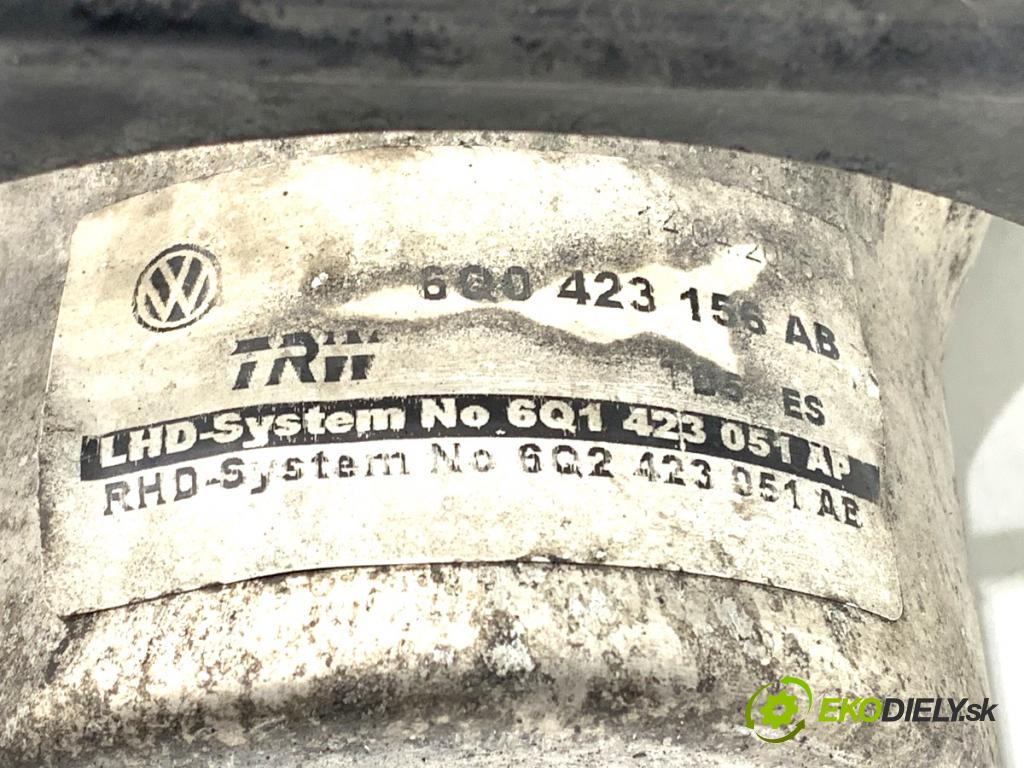 6Q0 423 156 AB
TRW
ES
LHD-System No 6Q1 423 051 AP
RHD-System No 6Q2 423 051 AE
EKODIELY.sk